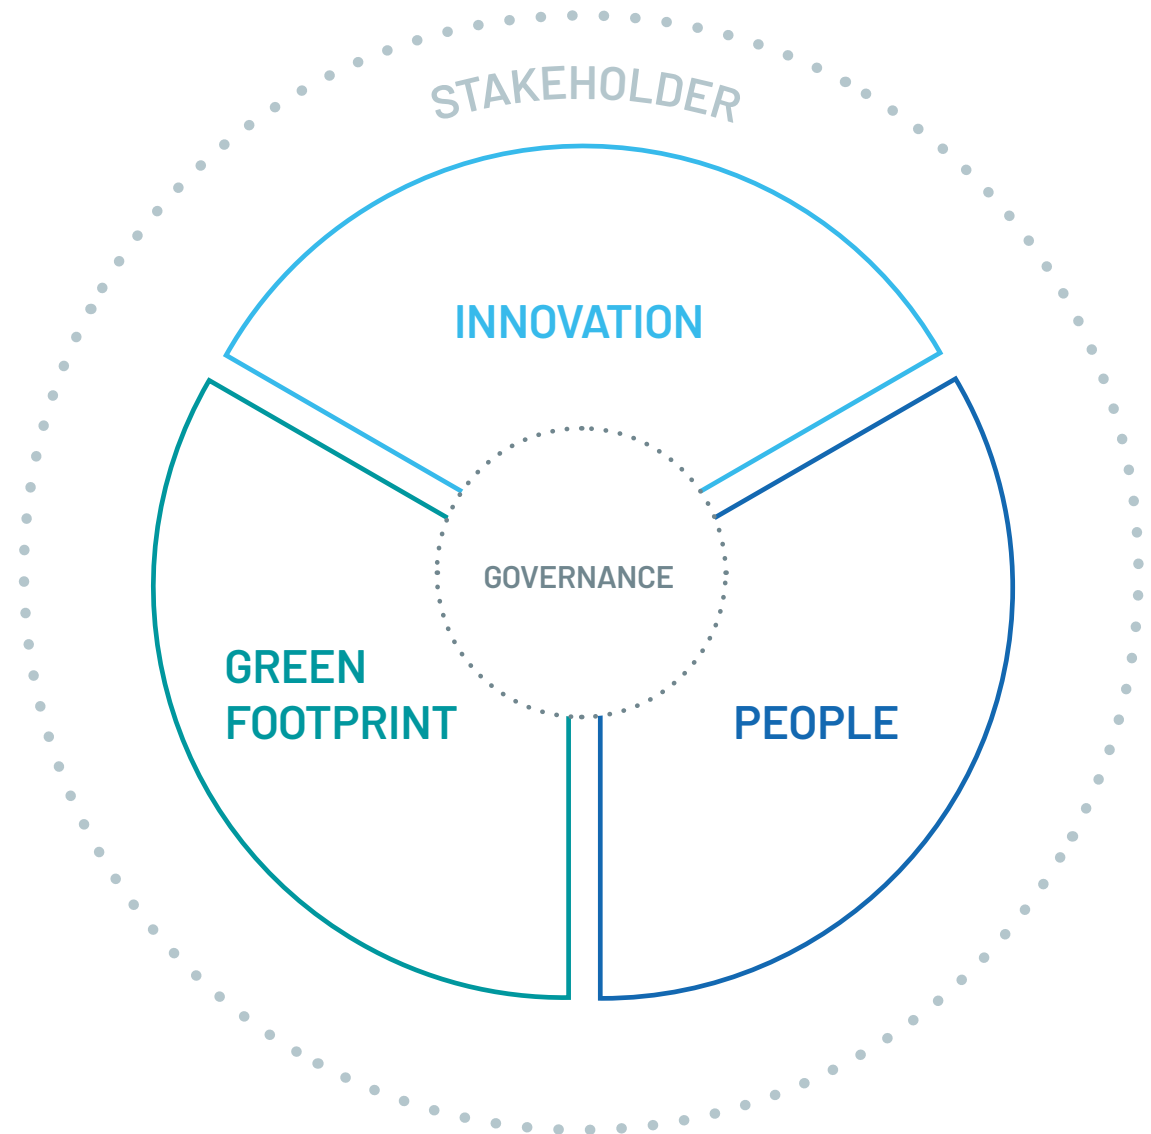 STAKEHOLDER
INNOVATION
GOVERNANCE
GREEN
FOOTPRINT
PEOPLE